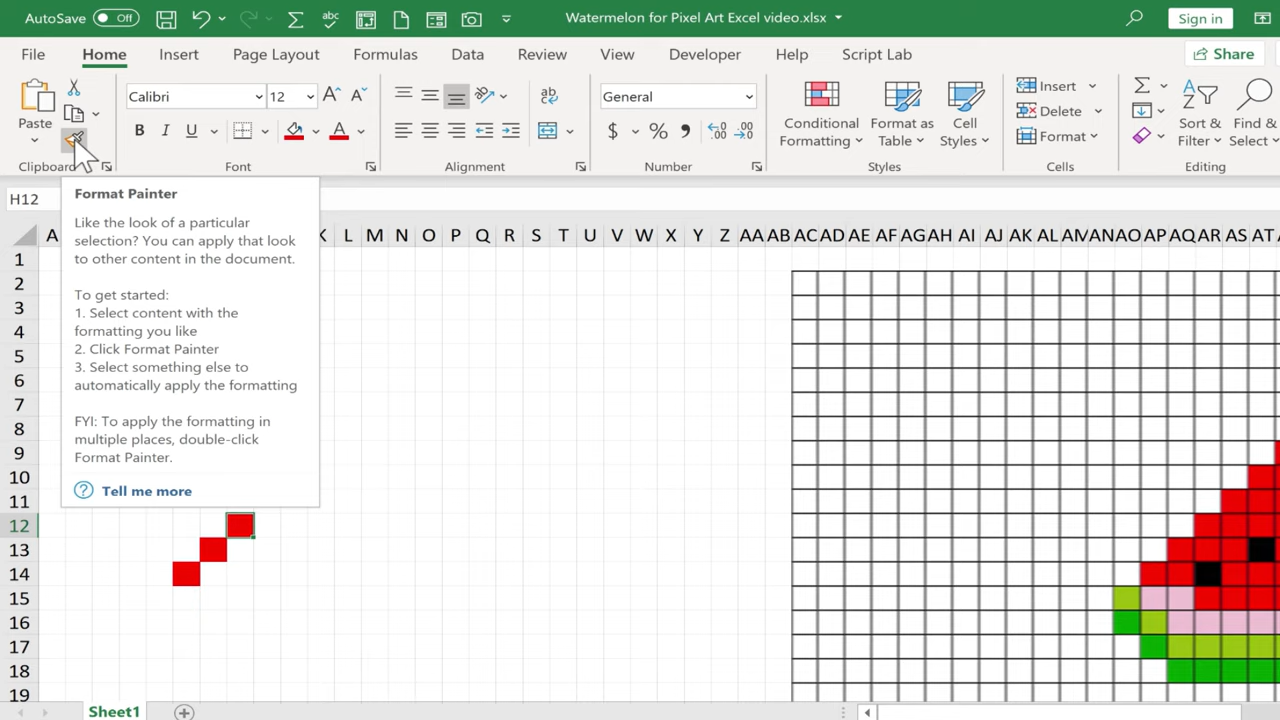 AutoSave Off
Watermelon for Pixel Art Excel video.xlsx
Sign in
File Home Insert Page Layout Formulas Data Review View Developer Help Script Lab Share
Paste
Clipboard
Calibri 12
B I U A
Font
ab
Alignment
General
$ % ,
Number
Conditional Formatting
Format as Table
Cell Styles
Styles
Insert
Delete
Format
Cells
Sort & Filter
Find & Select
Editing
H12
Format Painter
Like the look of a particular
selection? You can apply that look
to other content in the document.
To get started:
1. Select content with the
formatting you like
2. Click Format Painter
3. Select something else to
automatically apply the formatting
FYI: To apply the formatting in
multiple places, double-click
Format Painter.
Tell me more
A K L M N O P Q R S T U V W X Y Z AA AB AC AD AE AF AG AH AI AJ AK AL AM AN AO AP AQ AR AS AT
1
2
3
4
5
6
7
8
9
10
11
12
13
14
15
16
17
18
19
Sheet1